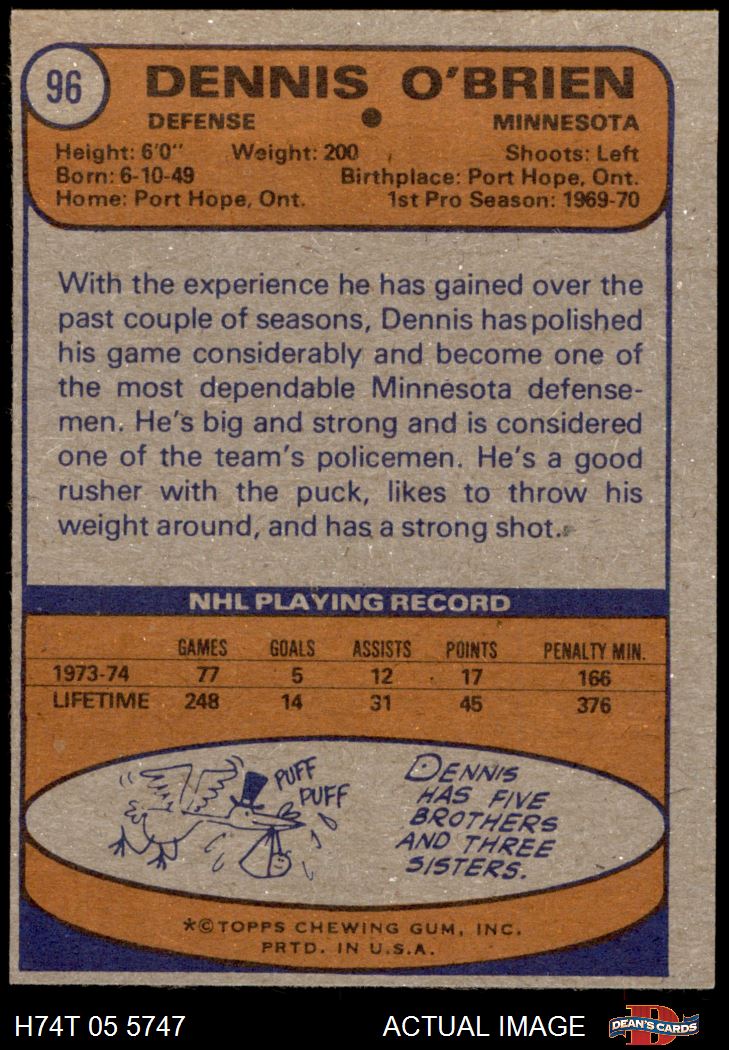 96
DENNIS O'BRIEN
DEFENSE MINNESOTA
Height: 6'0" Weight: 200 Shoots: Left
Born: 6-10-49 Birthplace: Port Hope, Ont.
Home: Port Hope, Ont. 1st Pro Season: 1969-70
With the experience he has gained over the
past couple of seasons, Dennis has polished
his game considerably and become one of
the most dependable Minnesota defense-
men. He's big and strong and is considered
one of the team's policemen. He's a good
rusher with the puck, likes to throw his
weight around, and has a strong shot.
NHL PLAYING RECORD
GAMES GOALS ASSISTS POINTS PENALTY MIN.
1973-74 77 5 12 17 166
LIFETIME 248 14 31 45 376
PUFF
PUFF
DENNIS
HAS FIVE
BROTHERS
AND THREE
SISTERS.
*© TOPPS CHEWING GUM, INC.
PRTD. IN U.S.A.
H74T 05 5747 ACTUAL IMAGE
D
DEAN'S CARDS